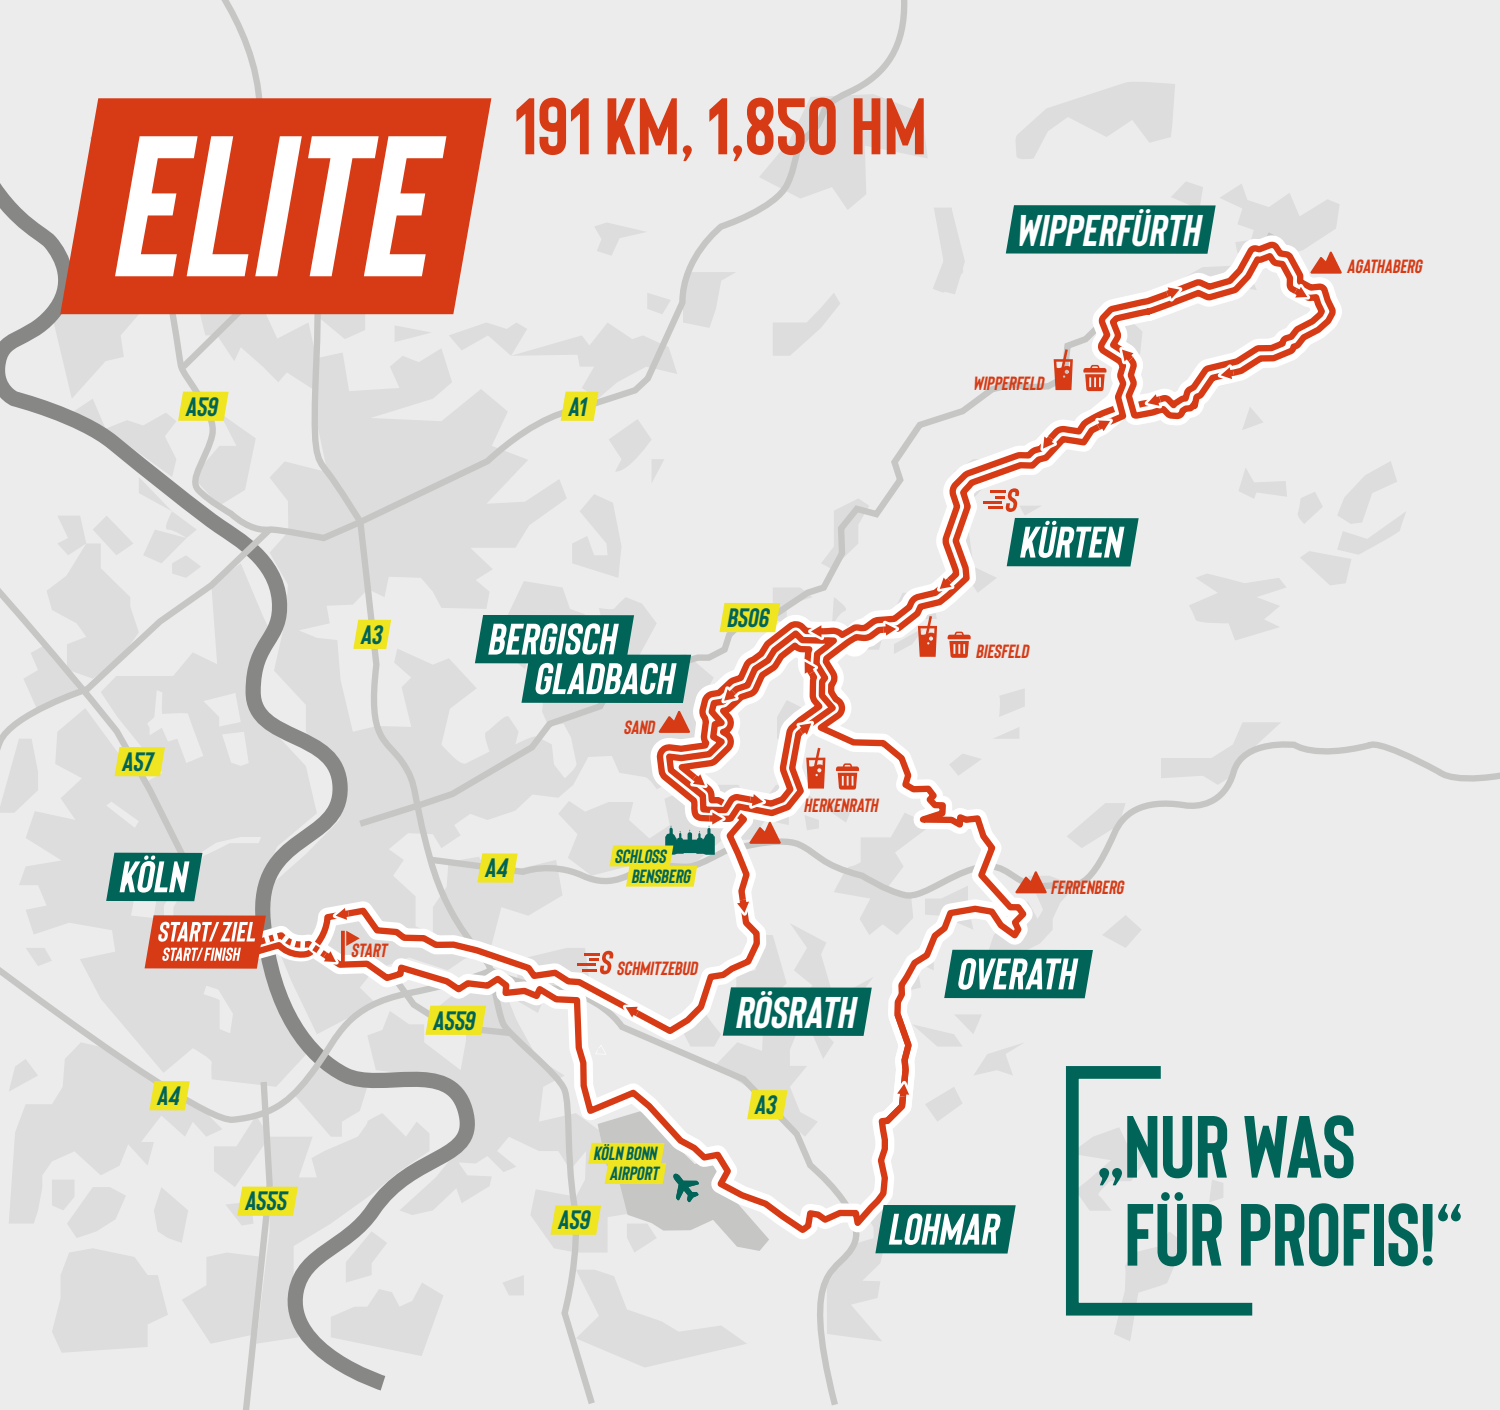 ELITE
191 KM, 1,850 HM
WIPPERFÜRTH
AGATHABERG
WIPPERFELD
A59
A1
S
KÜRTEN
B506
A3
BERGISCH
GLADBACH
BIESFELD
SAND
A57
HERKENRATH
SCHLOSS
BENSBERG
A4
KÖLN
FERRENBERG
START/ ZIEL
START/ FINISH
START
S SCHMITZEBUD
OVERATH
RÖSRATH
A559
A4
A3
KÖLN BONN
AIRPORT
A555
A59
LOHMAR
„NUR WAS
FÜR PROFIS!“